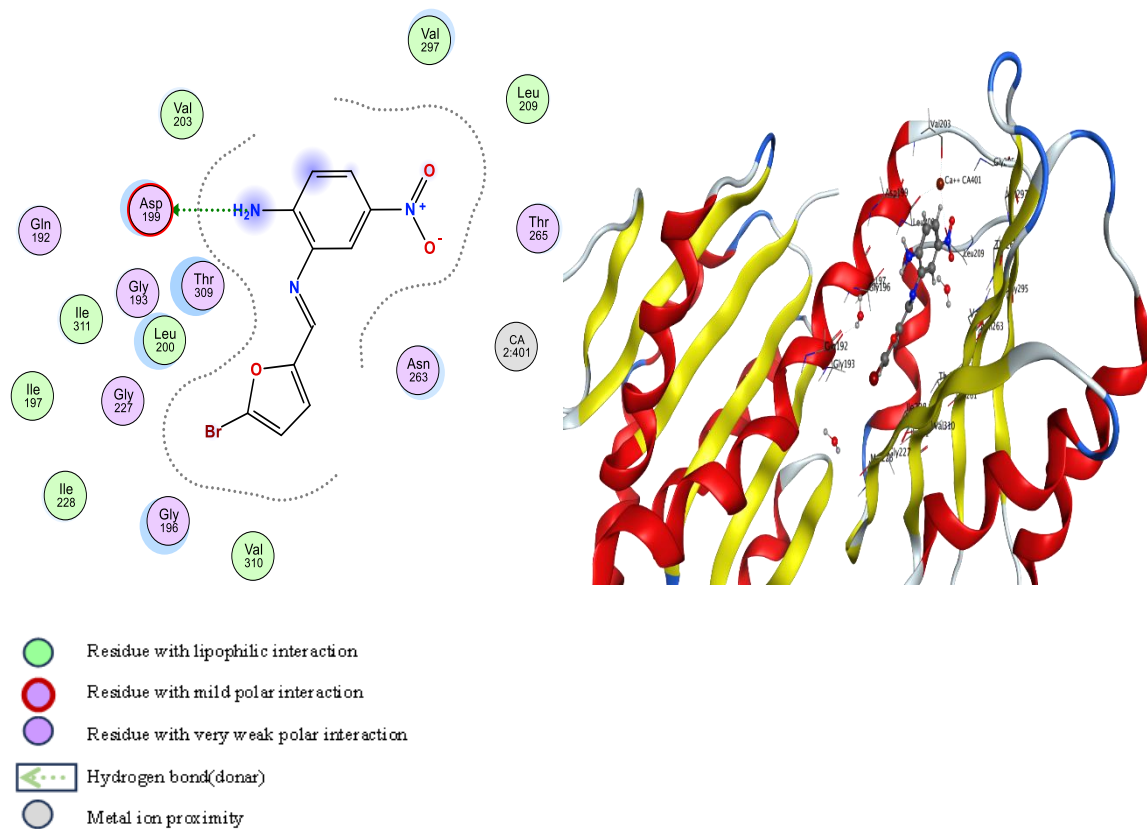 Val 297
Leu 209
Val 203
Asp 199
Gln 192
Thr 265
Gly 193
Thr 309
Ile 311
Leu 200
CA 2:401
Asn 263
Ile 197
Gly 227
Ile 228
Gly 196
Val 310
H₂N
N
N⁺
O
O⁻
O
Br
Val203
Ca++ CA401
Leu209
Gly196
Gly193
Val310
Residue with lipophilic interaction
Residue with mild polar interaction
Residue with very weak polar interaction
Hydrogen bond(donar)
Metal ion proximity